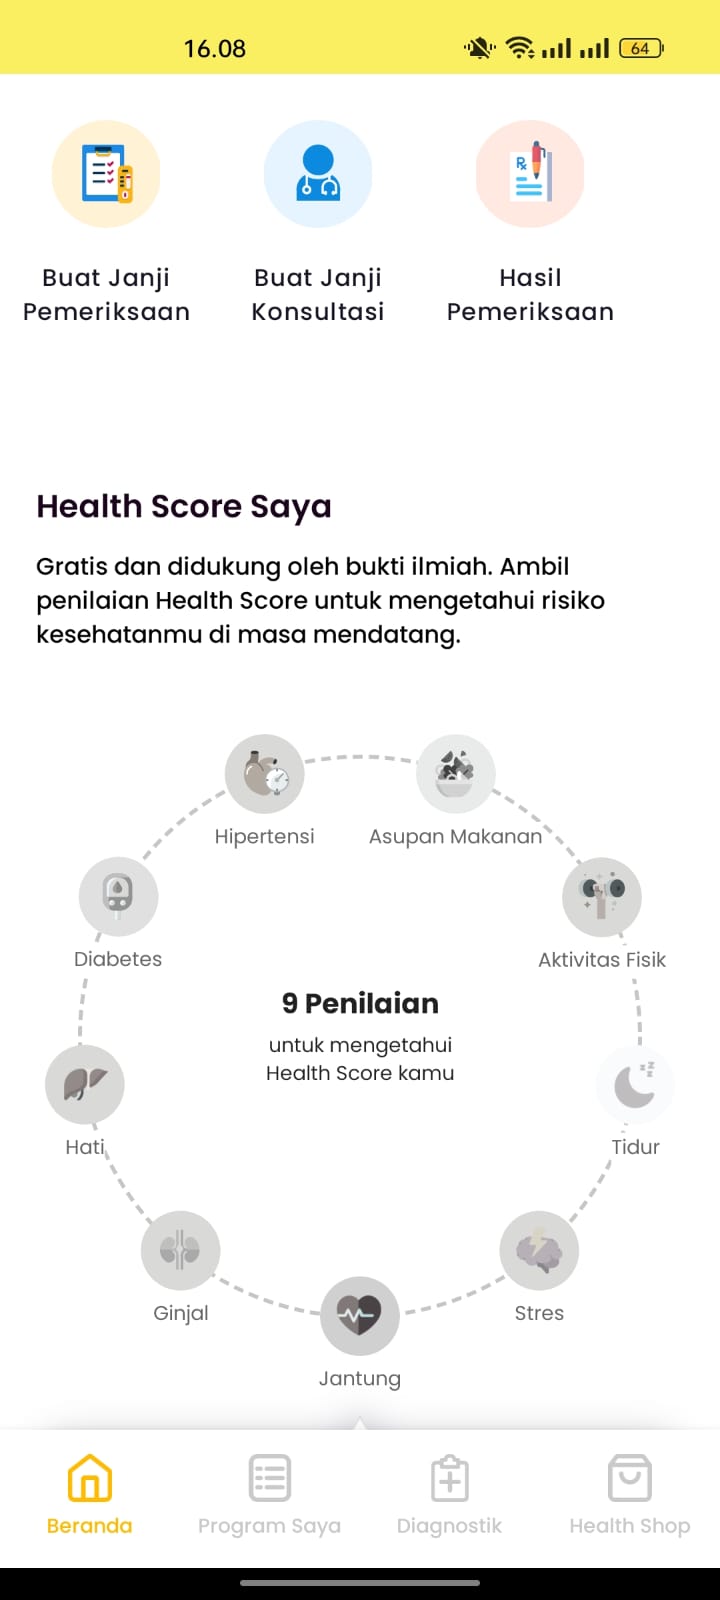 16.08
64
Buat Janji
Pemeriksaan
Buat Janji
Konsultasi
Hasil
Pemeriksaan
Health Score Saya
Gratis dan didukung oleh bukti ilmiah. Ambil
penilaian Health Score untuk mengetahui risiko
kesehatanmu di masa mendatang.
Hipertensi
Asupan Makanan
Diabetes
Aktivitas Fisik
9 Penilaian
untuk mengetahui
Health Score kamu
Hati
Tidur
Ginjal
Stres
Jantung
Beranda
Program Saya
Diagnostik
Health Shop